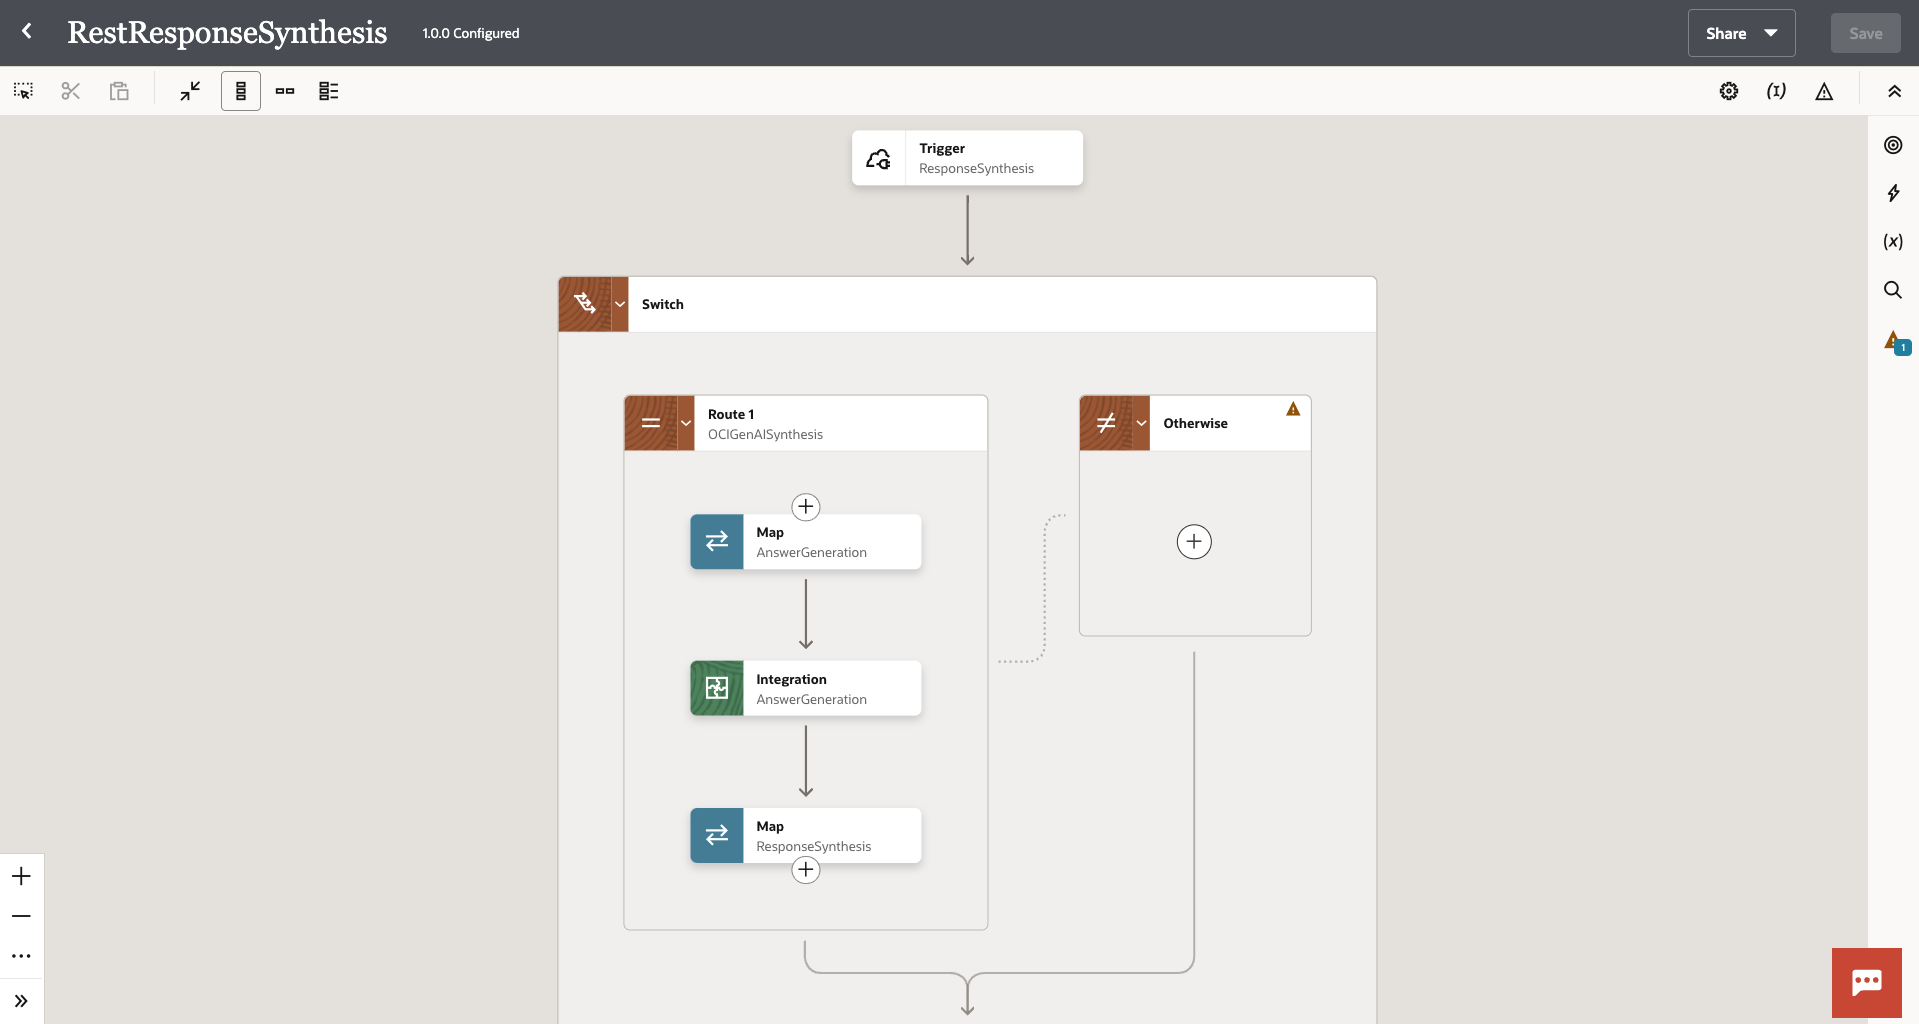 RestResponseSynthesis
1.0.0 Configured
Share
Save
(I)
Trigger
ResponseSynthesis
(x)
1
Switch
Route 1
OCIGenAISynthesis
Otherwise
Map
AnswerGeneration
Integration
AnswerGeneration
Map
ResponseSynthesis